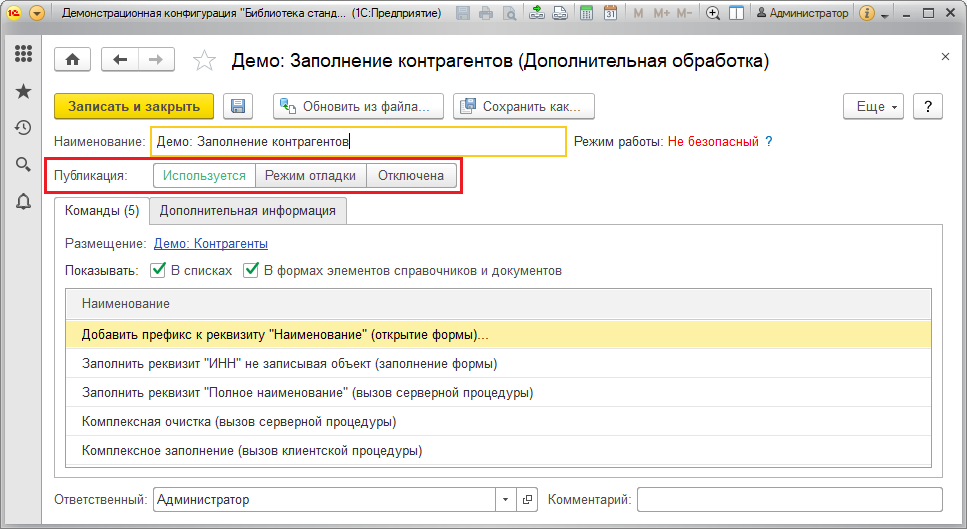 Демонстрационная конфигурация "Библиотека станд... (1С:Предприятие) M M+ M- Администратор
Демо: Заполнение контрагентов (Дополнительная обработка)
Записать и закрыть Обновить из файла... Сохранить как... Еще ?
Наименование: Демо: Заполнение контрагентов Режим работы: Не безопасный ?
Публикация: Используется Режим отладки Отключена
Команды (5) Дополнительная информация
Размещение: Демо: Контрагенты
Показывать: В списках В формах элементов справочников и документов
Наименование
Добавить префикс к реквизиту "Наименование" (открытие формы)...
Заполнить реквизит "ИНН" не записывая объект (заполнение формы)
Заполнить реквизит "Полное наименование" (вызов серверной процедуры)
Комплексная очистка (вызов серверной процедуры)
Комплексное заполнение (вызов клиентской процедуры)
Ответственный: Администратор Комментарий: